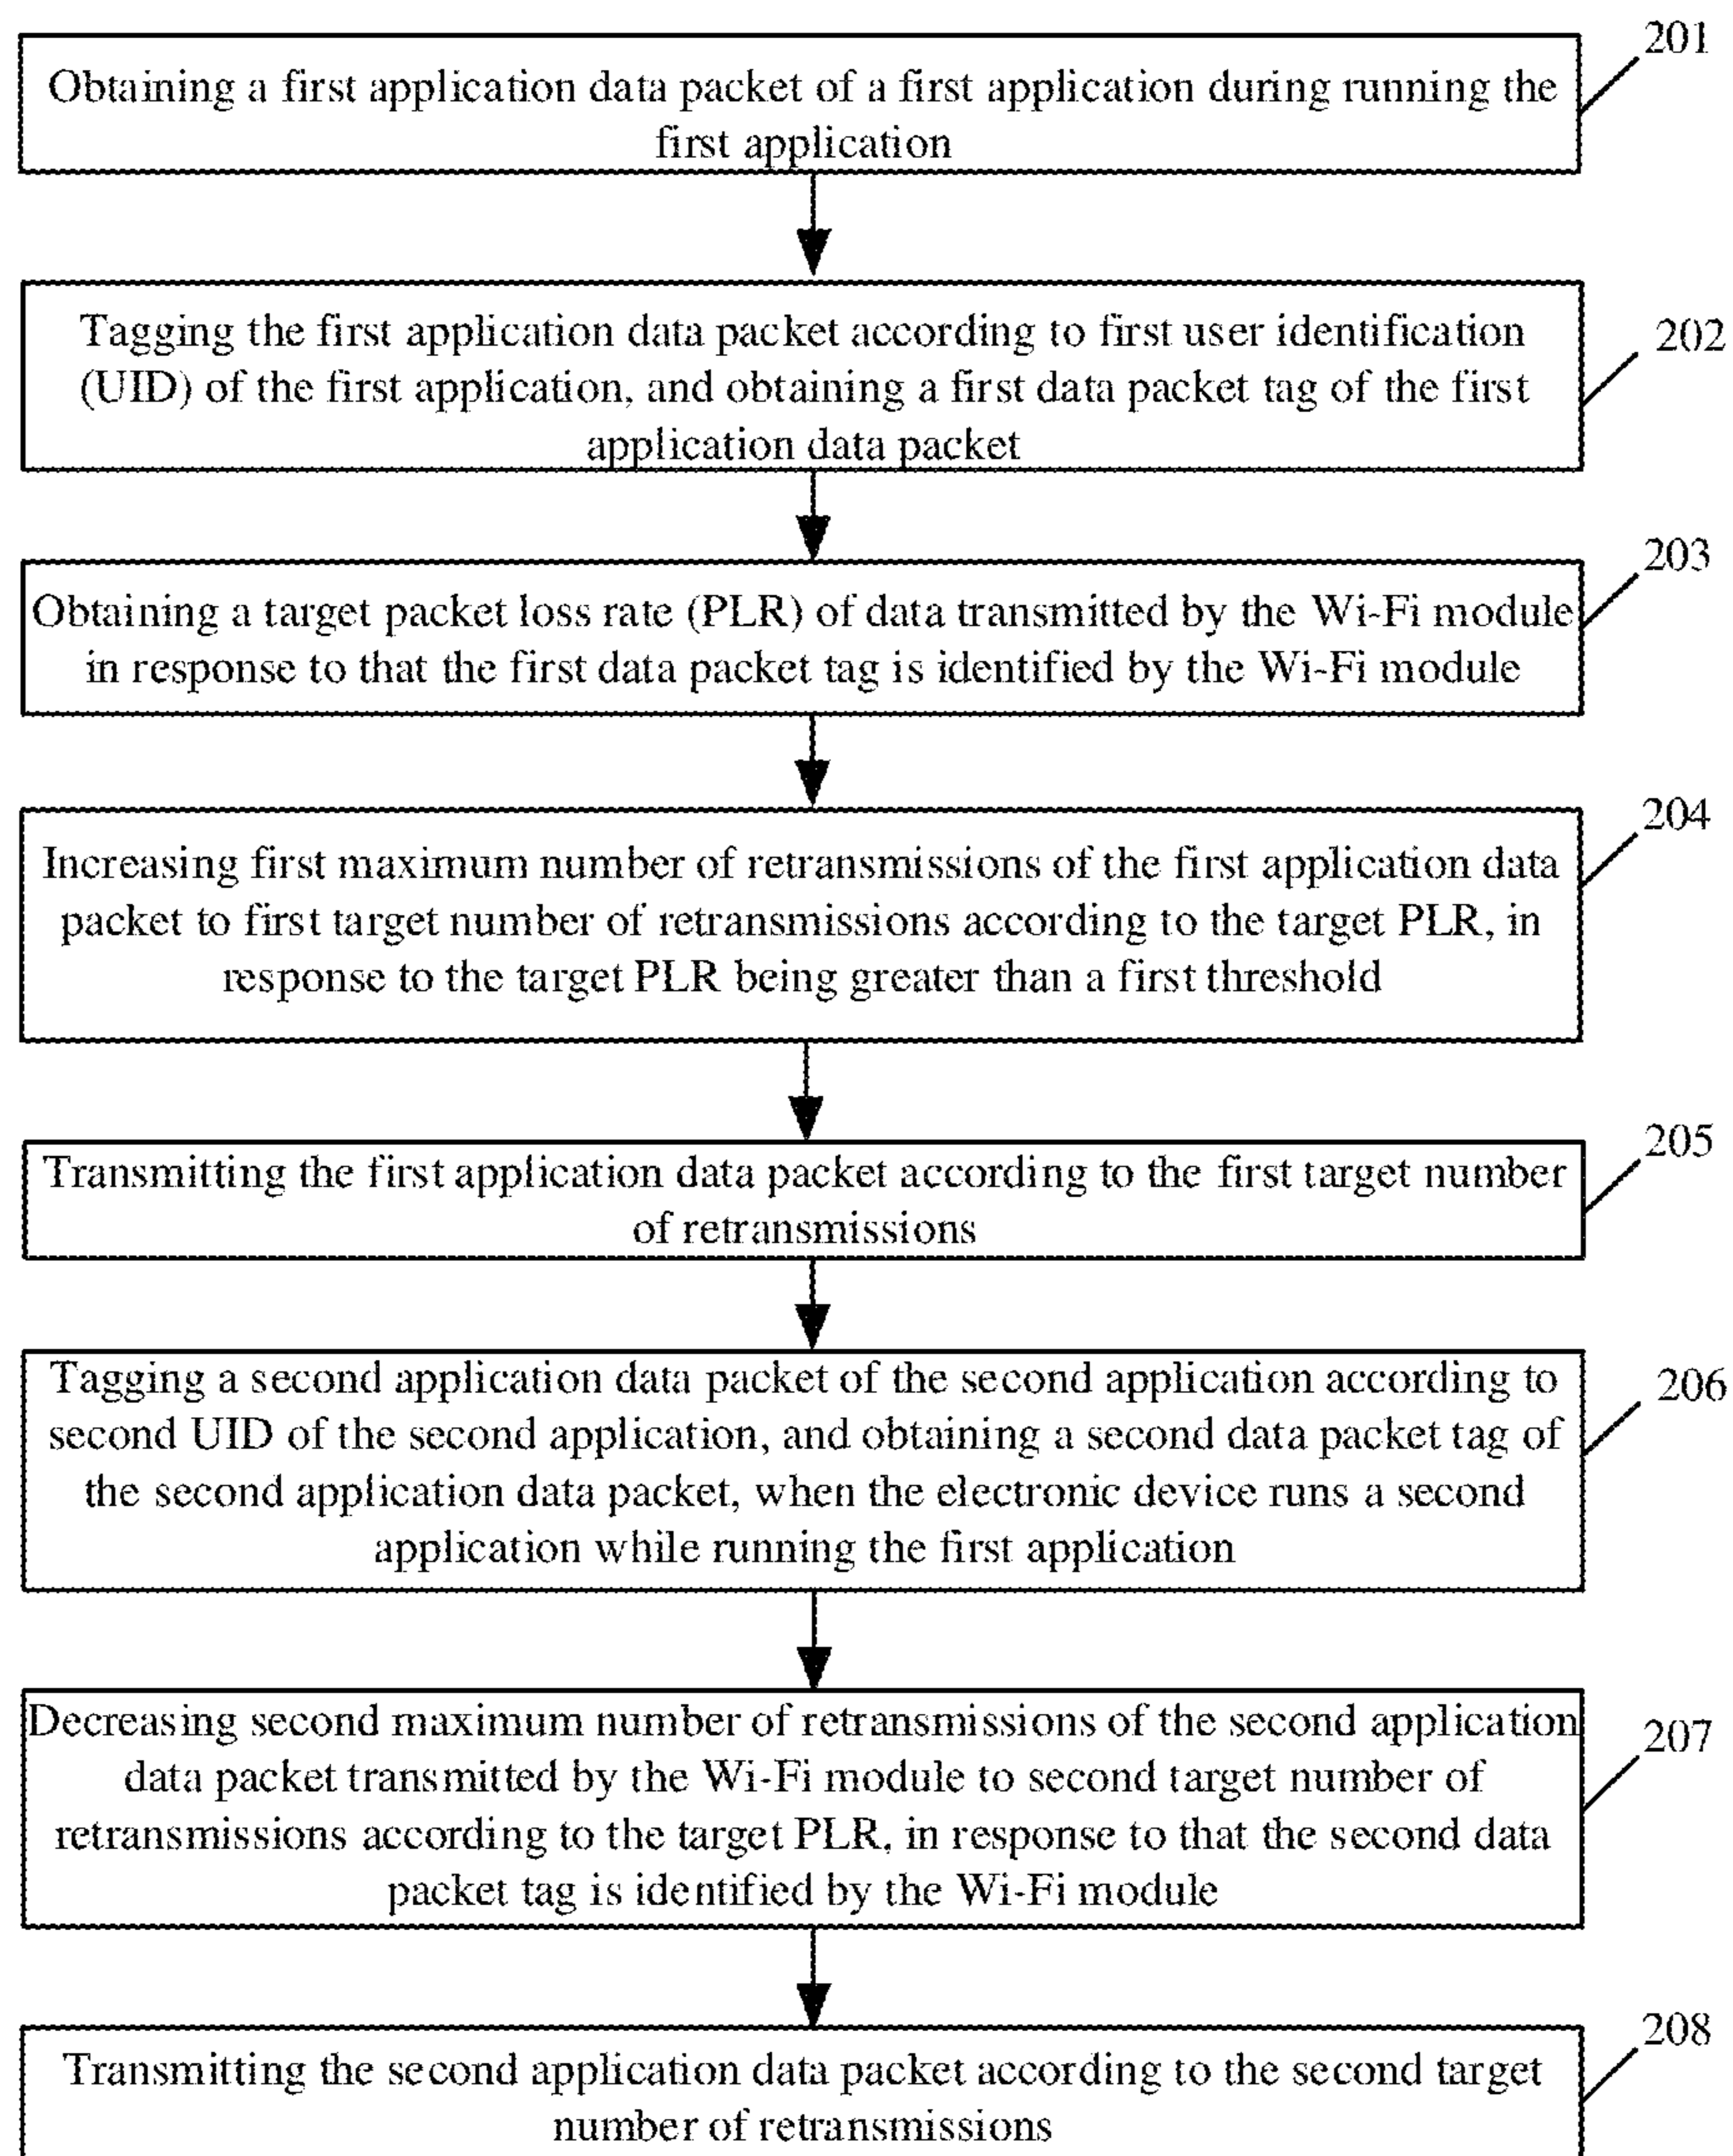 201
Obtaining a first application data packet of a first application during running the
first application
202
Tagging the first application data packet according to first user identification
(UID) of the first application, and obtaining a first data packet tag of the first
application data packet
203
Obtaining a target packet loss rate (PLR) of data transmitted by the Wi-Fi module
in response to that the first data packet tag is identified by the Wi-Fi module
204
Increasing first maximum number of retransmissions of the first application data
packet to first target number of retransmissions according to the target PLR, in
response to the target PLR being greater than a first threshold
205
Transmitting the first application data packet according to the first target number
of retransmissions
206
Tagging a second application data packet of the second application according to
second UID of the second application, and obtaining a second data packet tag of
the second application data packet, when the electronic device runs a second
application while running the first application
207
Decreasing second maximum number of retransmissions of the second application
data packet transmitted by the Wi-Fi module to second target number of
retransmissions according to the target PLR, in response to that the second data
packet tag is identified by the Wi-Fi module
208
Transmitting the second application data packet according to the second target
number of retransmissions